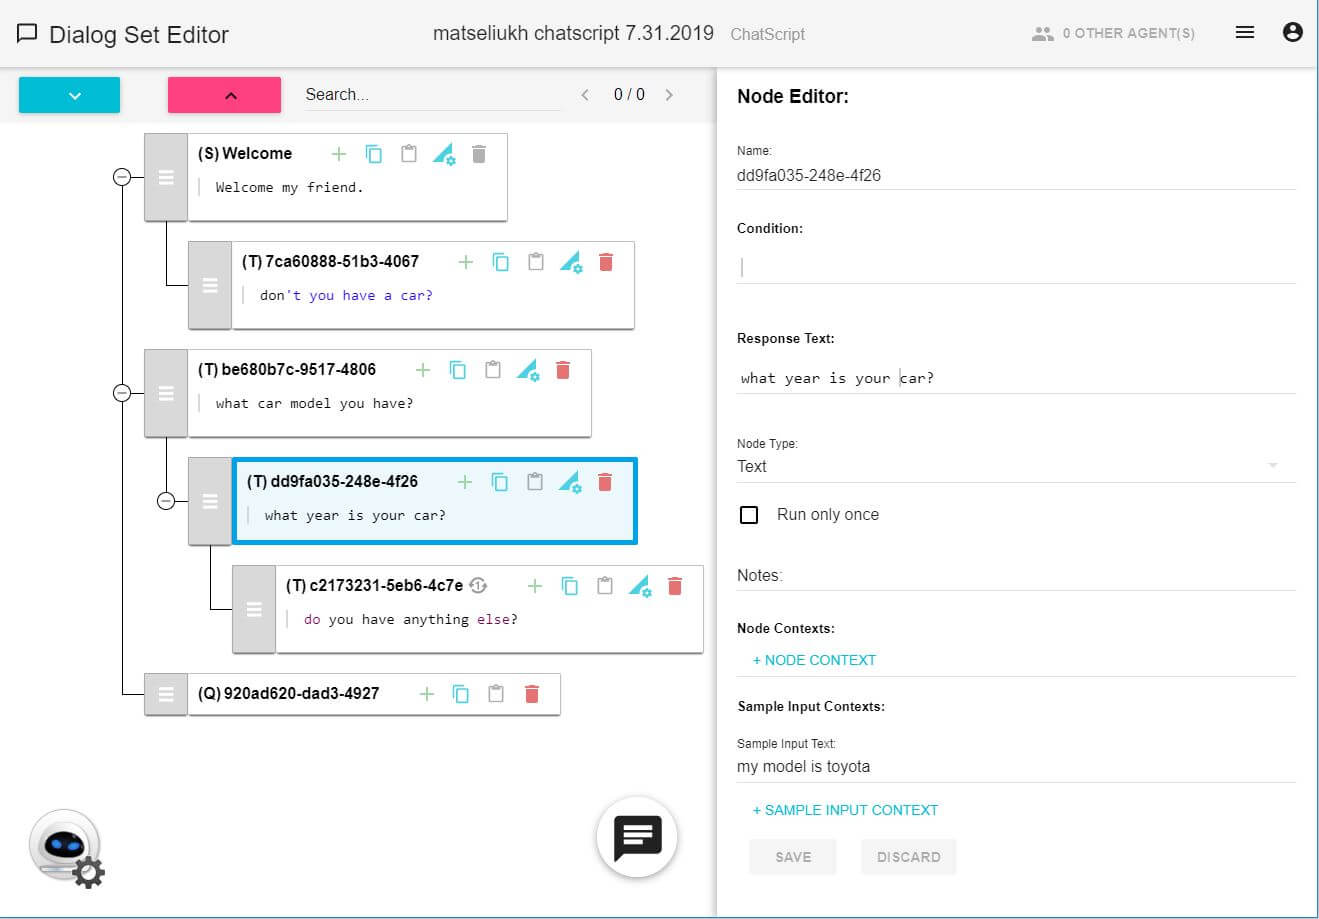 Dialog Set Editor
matseliukh chatscript 7.31.2019 ChatScript
0 OTHER AGENT(S)
Search...
0 / 0
(S) Welcome
Welcome my friend.
(T) 7ca60888-51b3-4067
don't you have a car?
(T) be680b7c-9517-4806
what car model you have?
(T) dd9fa035-248e-4f26
what year is your car?
(T) c2173231-5eb6-4c7e 1
do you have anything else?
(Q) 920ad620-dad3-4927
Node Editor:
Name:
dd9fa035-248e-4f26
Condition:
Response Text:
what year is your car?
Node Type:
Text
Run only once
Notes:
Node Contexts:
+ NODE CONTEXT
Sample Input Contexts:
Sample Input Text:
my model is toyota
+ SAMPLE INPUT CONTEXT
SAVE DISCARD